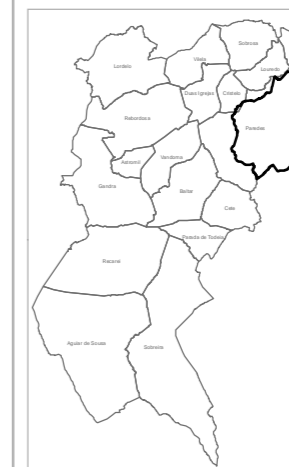 Sobrosa
Vilela
Lordelo
Louredo
Duas Igrejas
Cristelo
Rebordosa
Paredes
Vandoma
Astromil
Gandra
Baltar
Cete
Parada de Todeia
Recarei
Aguiar de Sousa
Sobreira